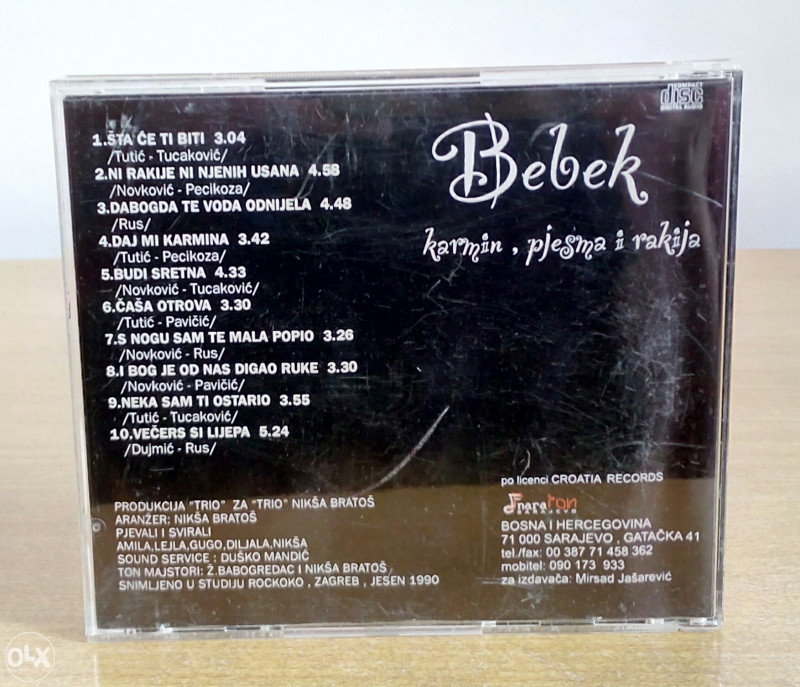 COMPACT
disc
DIGITAL AUDIO
Bebek
karmin , pjesma i rakija
1.ŠTA ĆE TI BITI 3.04
/Tutić - Tucaković/
2.NI RAKIJE NI NJENIH USANA 4.58
/Novković - Pecikoza/
3.DABOGDA TE VODA ODNIJELA 4.48
/Rus/
4.DAJ MI KARMINA 3.42
/Tutić - Pecikoza/
5.BUDI SRETNA 4.33
/Novković - Tucaković/
6.ČAŠA OTROVA 3.30
/Tutić - Pavičić/
7.S NOGU SAM TE MALA POPIO 3.26
/Novković - Rus/
8.I BOG JE OD NAS DIGAO RUKE 3.30
/Novković - Pavičić/
9.NEKA SAM TI OSTARIO 3.55
/Tutić - Tucaković/
10.VEČERS SI LIJEPA 5.24
/Dujmić - Rus/
PRODUKCIJA "TRIO" ZA "TRIO" NIKŠA BRATOŠ
ARANŽER: NIKŠA BRATOŠ
PJEVALI I SVIRALI
AMILA,LEJLA,GUGO,DILJALA,NIKŠA
SOUND SERVICE : DUŠKO MANDIĆ
TON MAJSTORI: Ž.BABOGREDAC I NIKŠA BRATOŠ
SNIMLJENO U STUDIJU ROCKOKO , ZAGREB , JESEN 1990
po licenci CROATIA RECORDS
SARAJEVO
BOSNA I HERCEGOVINA
71 000 SARAJEVO , GATAČKA 41
tel./fax: 00 387 71 458 362
mobitel: 090 173 933
za izdavača: Mirsad Jašarević
OLX